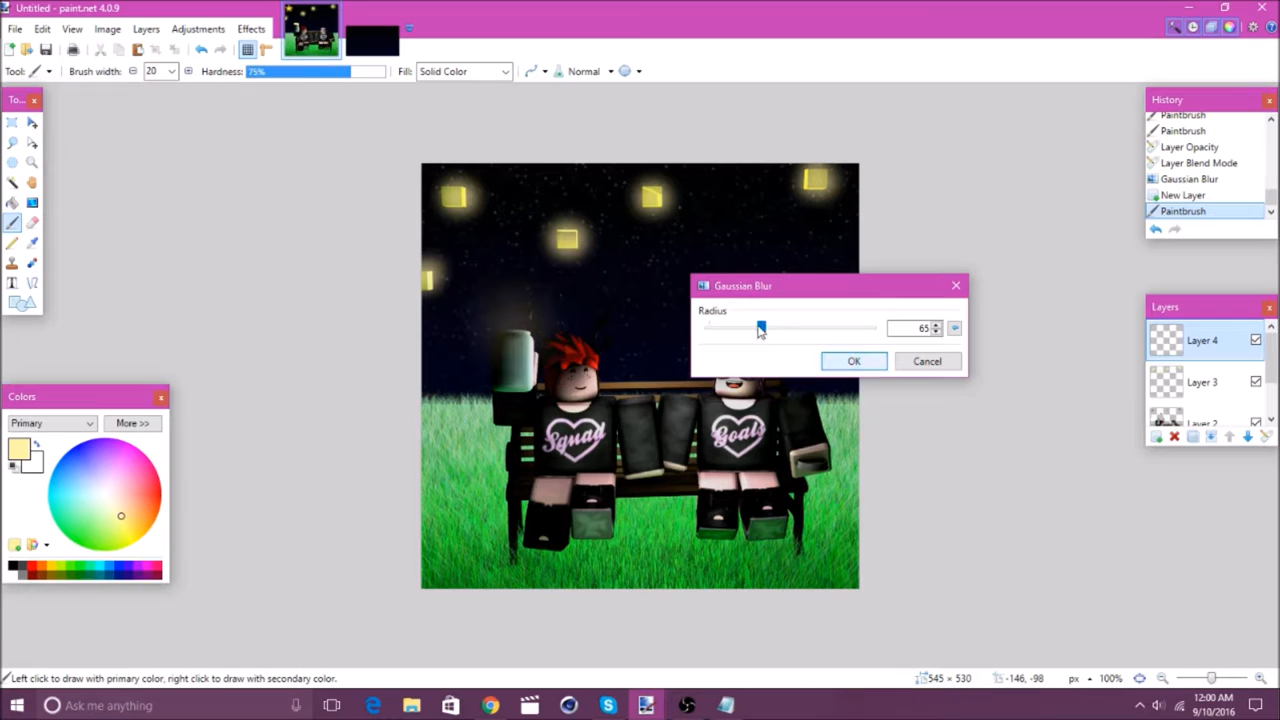 Untitled - paint.net 4.0.9
File Edit View Image Layers Adjustments Effects
Tool: Brush width: 20 Hardness: 75% Fill: Solid Color Normal
To...
History
Paintbrush
Paintbrush
Layer Opacity
Layer Blend Mode
Gaussian Blur
New Layer
Paintbrush
Gaussian Blur
Radius
65
OK Cancel
Layers
Layer 4
Layer 3
Layer 2
Colors
Primary More >>
Squad
Goals
Left click to draw with primary color, right click to draw with secondary color. 545 × 530 -146, -98 px 100%
Ask me anything
12:00 AM
9/10/2016